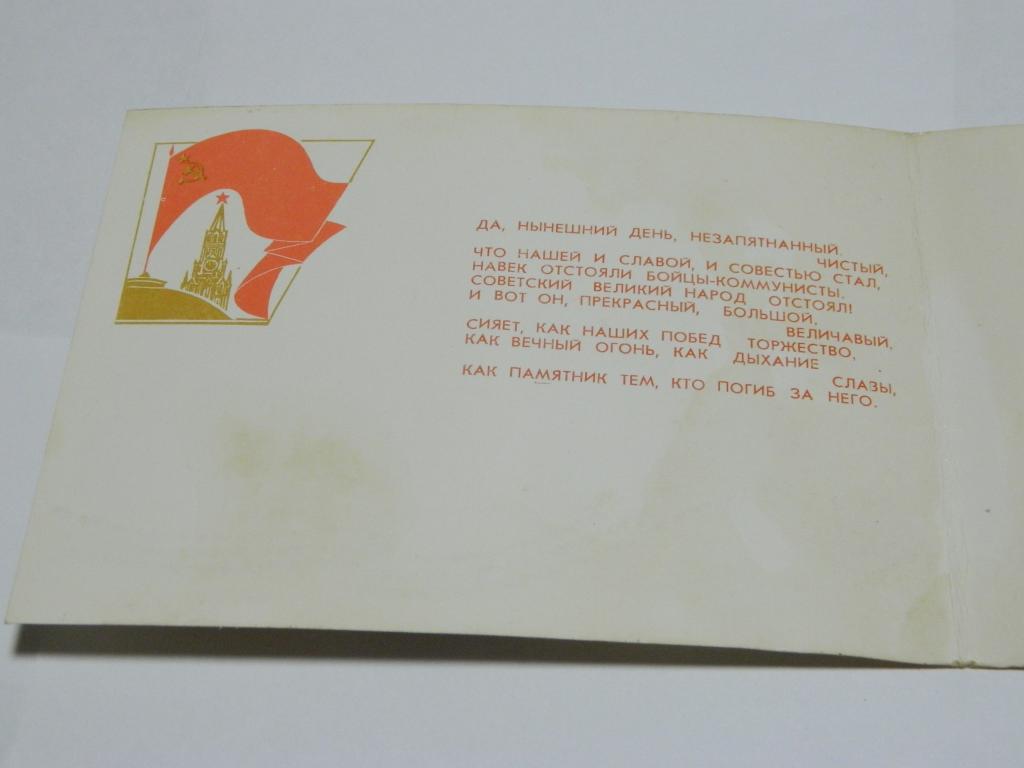 ДА, НЫНЕШНИЙ ДЕНЬ, НЕЗАПЯТНАННЫЙ,
ЧИСТЫЙ,
ЧТО НАШЕЙ И СЛАВОЙ, И СОВЕСТЬЮ СТАЛ,
НАВЕК ОТСТОЯЛИ БОЙЦЫ-КОММУНИСТЫ.
СОВЕТСКИЙ ВЕЛИКИЙ НАРОД ОТСТОЯЛ!
И ВОТ ОН, ПРЕКРАСНЫЙ, БОЛЬШОЙ,
ВЕЛИЧАВЫЙ,
СИЯЕТ, КАК НАШИХ ПОБЕД ТОРЖЕСТВО,
КАК ВЕЧНЫЙ ОГОНЬ, КАК ДЫХАНИЕ
СЛАВЫ,
КАК ПАМЯТНИК ТЕМ, КТО ПОГИБ ЗА НЕГО.